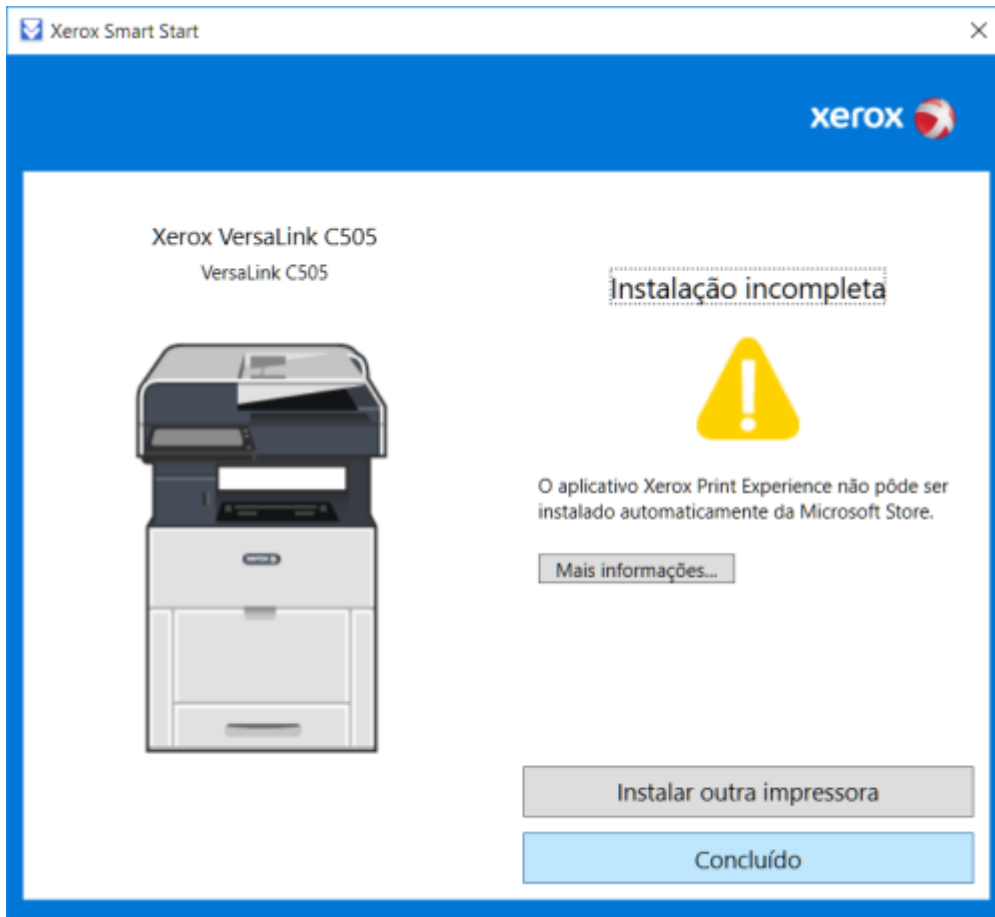 Xerox Smart Start
xerox
Xerox VersaLink C505
VersaLink C505
Instalação incompleta
O aplicativo Xerox Print Experience não pôde ser
instalado automaticamente da Microsoft Store.
Mais informações...
Instalar outra impressora
Concluído